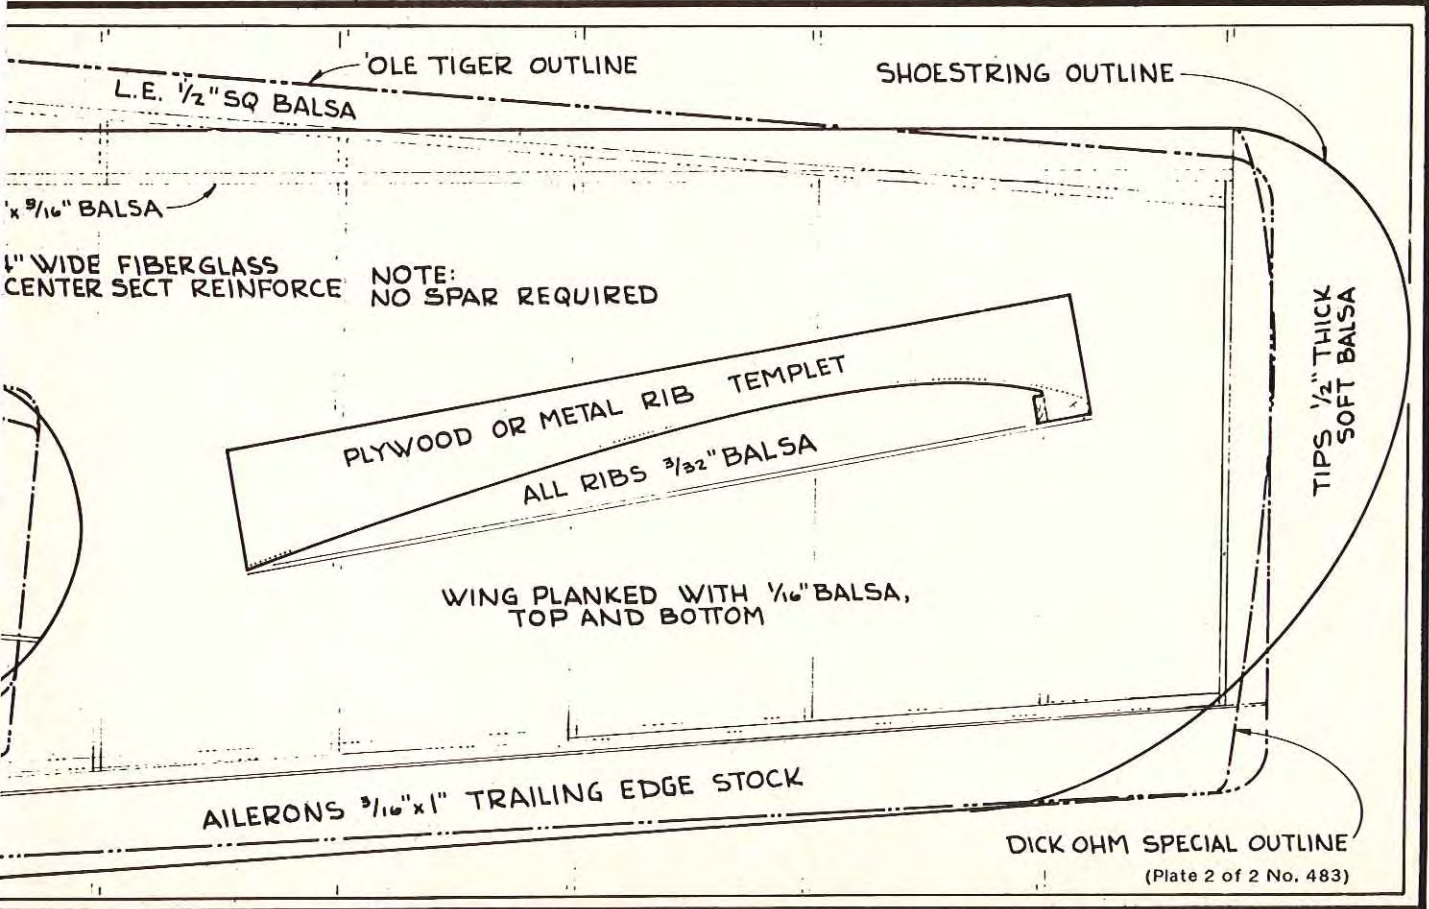 'OLE TIGER OUTLINE
SHOESTRING OUTLINE
L.E. 1/2" SQ BALSA
"x 5/16" BALSA
4" WIDE FIBERGLASS
CENTER SECT REINFORCE
NOTE:
NO SPAR REQUIRED
PLYWOOD OR METAL RIB TEMPLET
ALL RIBS 3/32" BALSA
TIPS 1/2" THICK
SOFT BALSA
WING PLANKED WITH 1/16" BALSA,
TOP AND BOTTOM
AILERONS 3/16" x 1" TRAILING EDGE STOCK
DICK OHM SPECIAL OUTLINE
(Plate 2 of 2 No. 483)